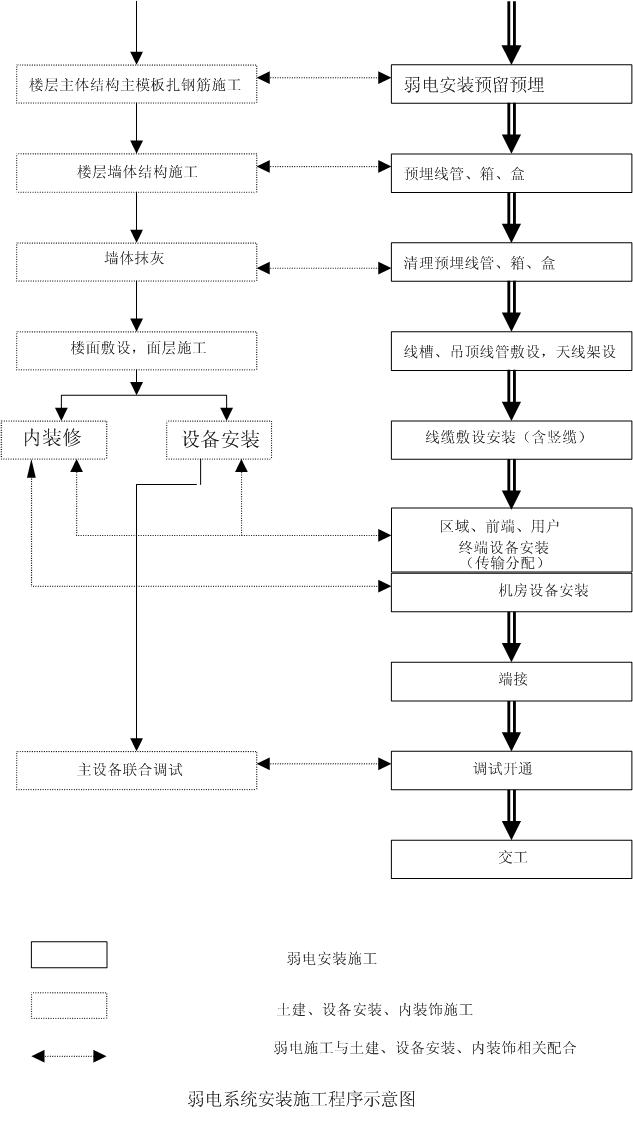 楼层主体结构主模板扎钢筋施工
弱电安装预留预埋
楼层墙体结构施工
预埋线管、箱、盒
墙体抹灰
清理预埋线管、箱、盒
楼面敷设，面层施工
线槽、吊顶线管敷设，天线架设
内装修
设备安装
线缆敷设安装（含竖缆）
区域、前端、用户
终端设备安装
（传输分配）
机房设备安装
端接
主设备联合调试
调试开通
交工
弱电安装施工
土建、设备安装、内装饰施工
弱电施工与土建、设备安装、内装饰相关配合
弱电系统安装施工程序示意图